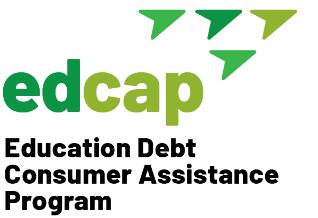 edcap
Education Debt
Consumer Assistance
Program